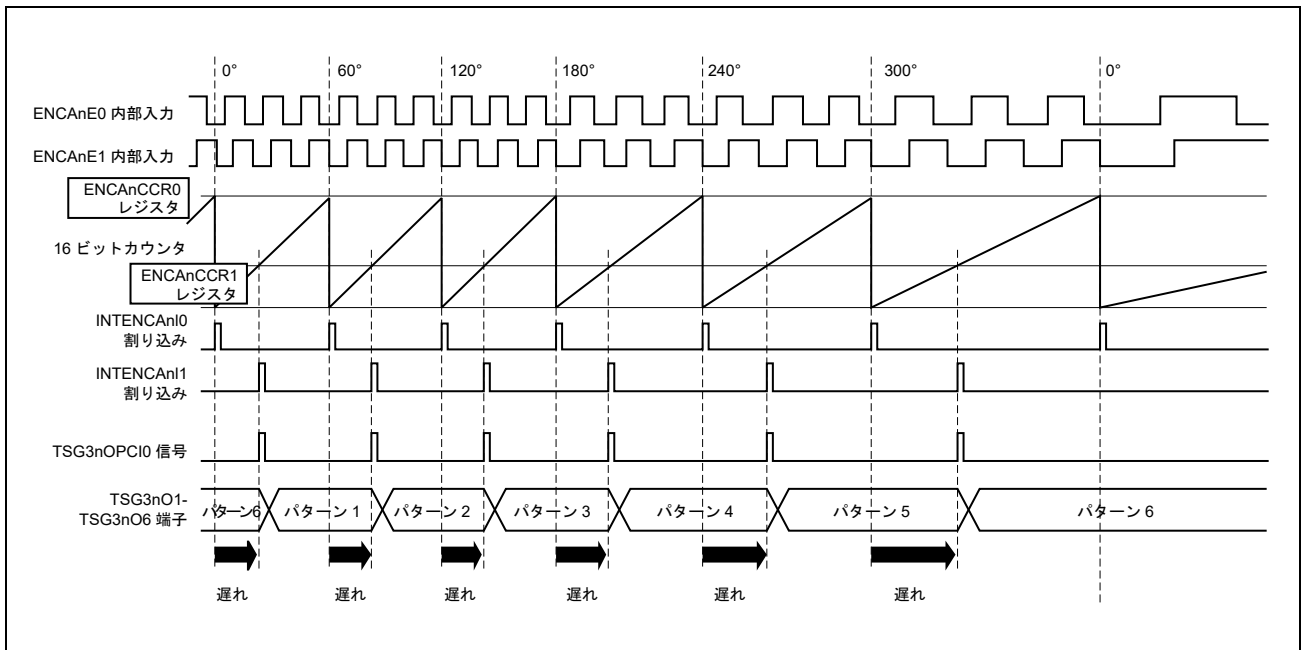 0° 60° 120° 180° 240° 300° 0°
ENCAnE0 内部入力
ENCAnE1 内部入力
ENCAnCCR0
レジスタ
16 ビットカウンタ
ENCAnCCR1
レジスタ
INTENCAnI0
割り込み
INTENCAnI1
割り込み
TSG3nOPCI0 信号
TSG3nO1-
TSG3nO6 端子
パターン6 パターン 1 パターン 2 パターン 3 パターン 4 パターン 5 パターン 6
遅れ 遅れ 遅れ 遅れ 遅れ 遅れ